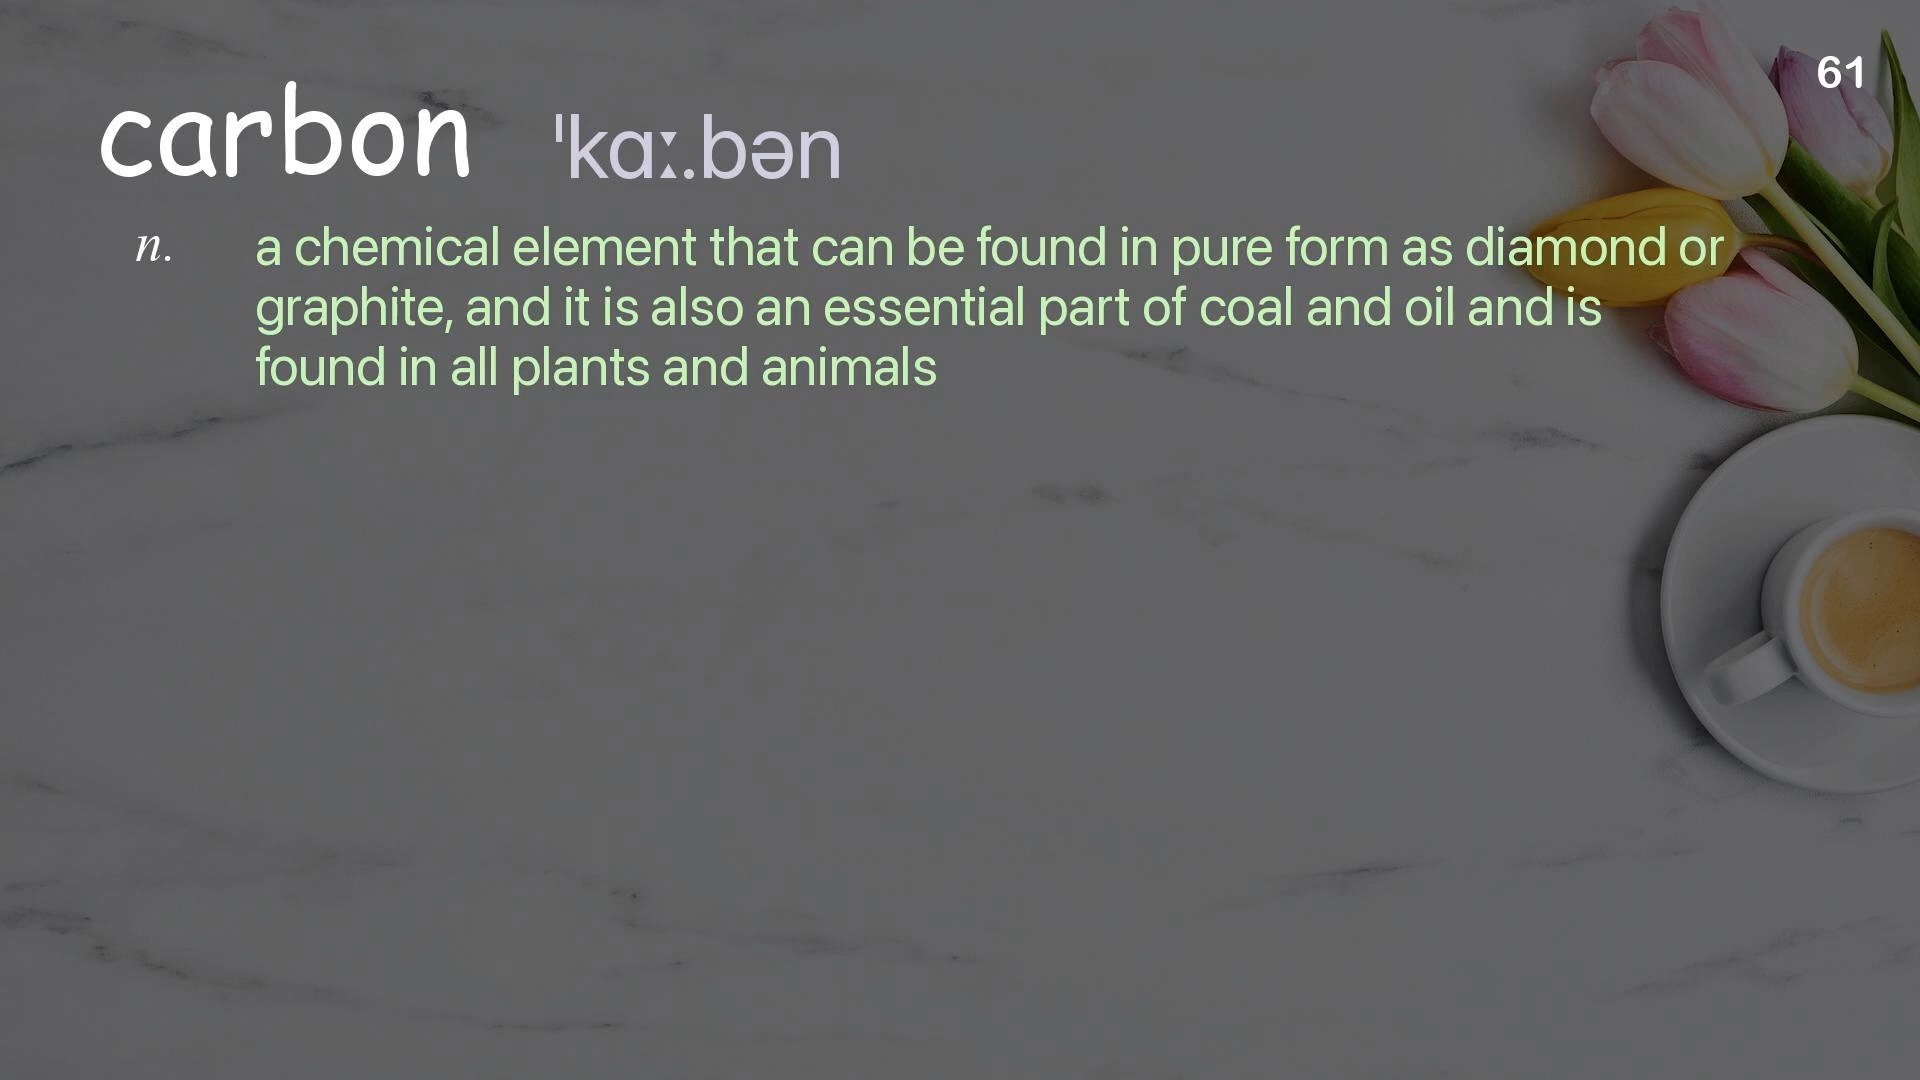 61
carbon ˈkɑː.bən
n. a chemical element that can be found in pure form as diamond or
graphite, and it is also an essential part of coal and oil and is
found in all plants and animals